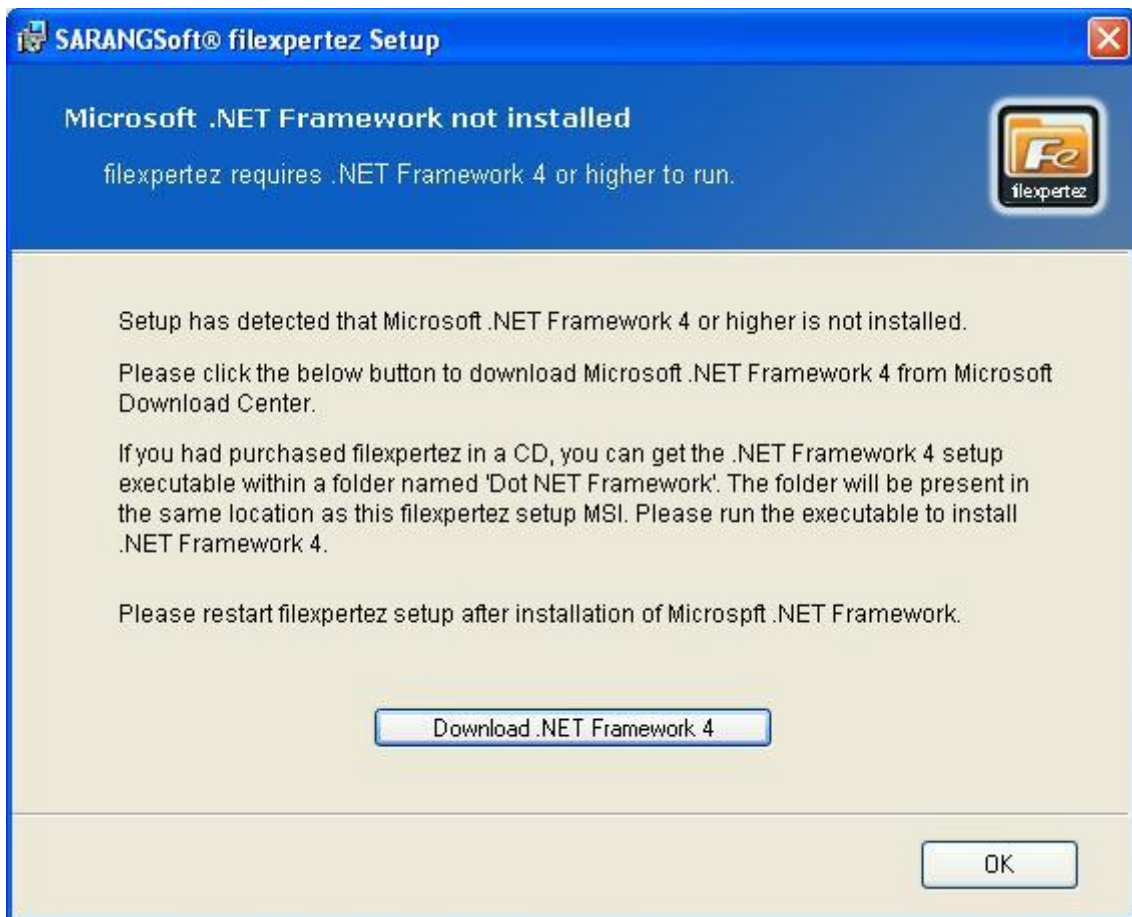 SARANGSoft® filexpertez Setup
Microsoft .NET Framework not installed
filexpertez requires .NET Framework 4 or higher to run.
Fe
filexpertez
Setup has detected that Microsoft .NET Framework 4 or higher is not installed.
Please click the below button to download Microsoft .NET Framework 4 from Microsoft
Download Center.
If you had purchased filexpertez in a CD, you can get the .NET Framework 4 setup
executable within a folder named 'Dot NET Framework'. The folder will be present in
the same location as this filexpertez setup MSI. Please run the executable to install
.NET Framework 4.
Please restart filexpertez setup after installation of Microspft .NET Framework.
Download .NET Framework 4
OK